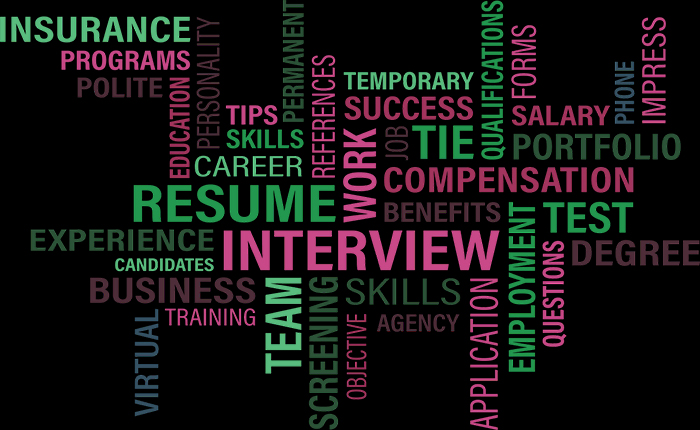 INSURANCE
PROGRAMS
POLITE
EDUCATION
PERSONALITY
TIPS
SKILLS
CAREER
PERMANENT
REFERENCES
TEMPORARY
SUCCESS
WORK
JOB
TIE
QUALIFICATIONS
FORMS
SALARY
PHONE
IMPRESS
PORTFOLIO
COMPENSATION
RESUME
BENEFITS
EMPLOYMENT
TEST
EXPERIENCE
CANDIDATES
INTERVIEW
QUESTIONS
DEGREE
BUSINESS
TRAINING
VIRTUAL
TEAM
SCREENING
SKILLS
OBJECTIVE
AGENCY
APPLICATION